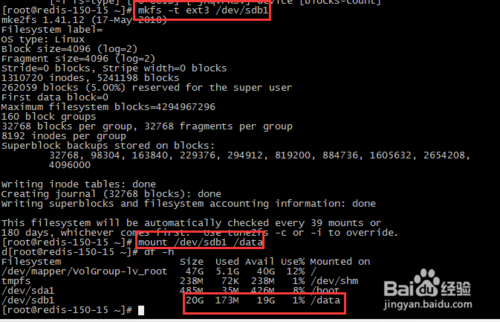 [root@redis-150-15 ~]# mkfs -t ext3 /dev/sdb1
mke2fs 1.41.12 (17-May-2010)
Filesystem label=
OS type: Linux
Block size=4096 (log=2)
Fragment size=4096 (log=2)
Stride=0 blocks, Stripe width=0 blocks
1310720 inodes, 5241198 blocks
262059 blocks (5.00%) reserved for the super user
First data block=0
Maximum filesystem blocks=4294967296
160 block groups
32768 blocks per group, 32768 fragments per group
8192 inodes per group
Superblock backups stored on blocks:
32768, 98304, 163840, 229376, 294912, 819200, 884736, 1605632, 2654208,
4096000
Writing inode tables: done
Creating journal (32768 blocks): done
Writing superblocks and filesystem accounting information: done
This filesystem will be automatically checked every 39 mounts or
180 days, whichever comes first. Use tune2fs -c or -i to override.
[root@redis-150-15 ~]# mount /dev/sdb1 /data
d[root@redis-150-15 ~]# df -h
Filesystem Size Used Avail Use% Mounted on
/dev/mapper/VolGroup-lv_root 47G 5.1G 40G 12% /
tmpfs 238M 72K 238M 1% /dev/shm
/dev/sda1 485M 35M 426M 8% /boot
/dev/sdb1 20G 173M 19G 1% /data
[root@redis-150-15 ~]#
Baidu 经验
jingyan.baidu.com